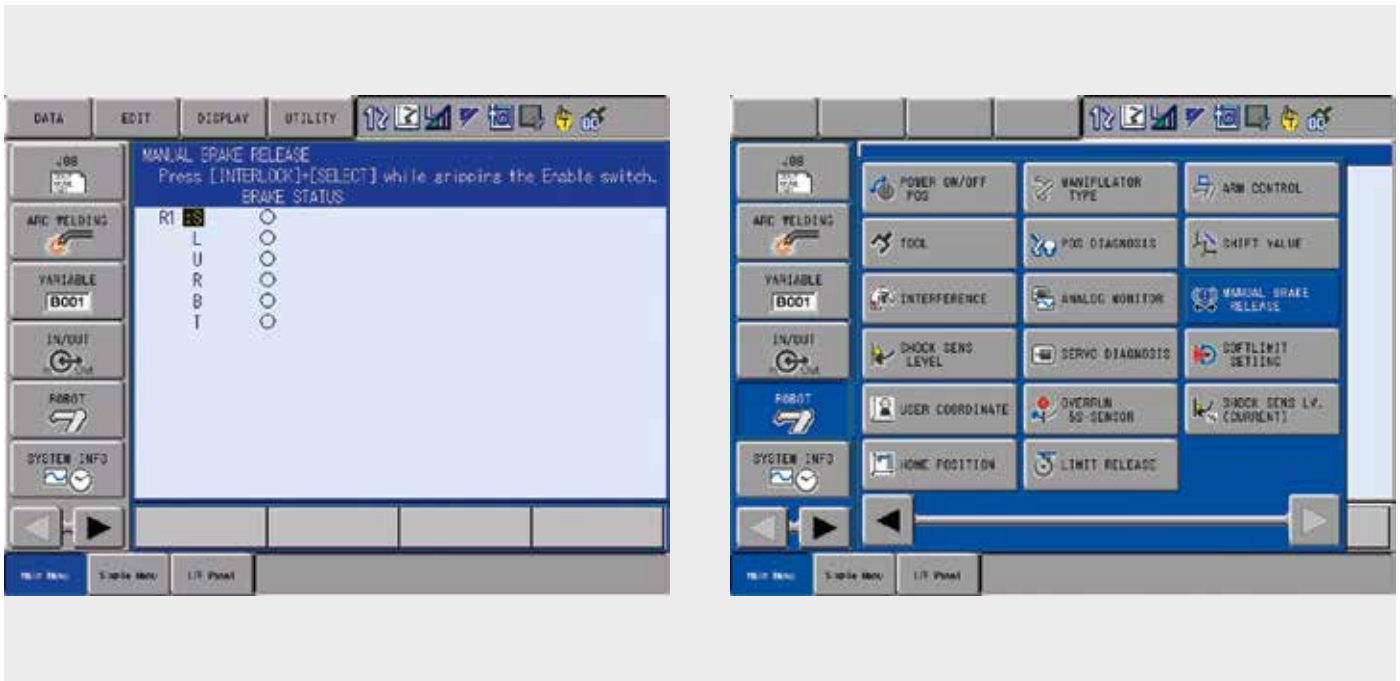 DATA
EDIT
DISPLAY
UTILITY
JOB
ARC WELDING
VARIABLE
B001
IN/OUT
In Out
ROBOT
SYSTEM INFO
MANUAL BRAKE RELEASE
Press [INTERLOCK]+[SELECT] while gripping the Enable switch.
BRAKE STATUS
R1 :S
L
U
R
B
T
Main Menu
Simple Menu
I/F Panel
JOB
ARC WELDING
VARIABLE
B001
IN/OUT
In Out
ROBOT
SYSTEM INFO
POWER ON/OFF
POS
MANIPULATOR
TYPE
ARM CONTROL
TOOL
POS DIAGNOSIS
SHIFT VALUE
INTERFERENCE
ANALOG MONITOR
MANUAL BRAKE
RELEASE
SHOCK SENS
LEVEL
SERVO DIAGNOSIS
SOFTLIMIT
SETTING
USER COORDINATE
OVERRUN
&S-SENSOR
SHOCK SENS LV.
(CURRENT)
HOME POSITION
LIMIT RELEASE
Main Menu
Simple Menu
I/F Panel